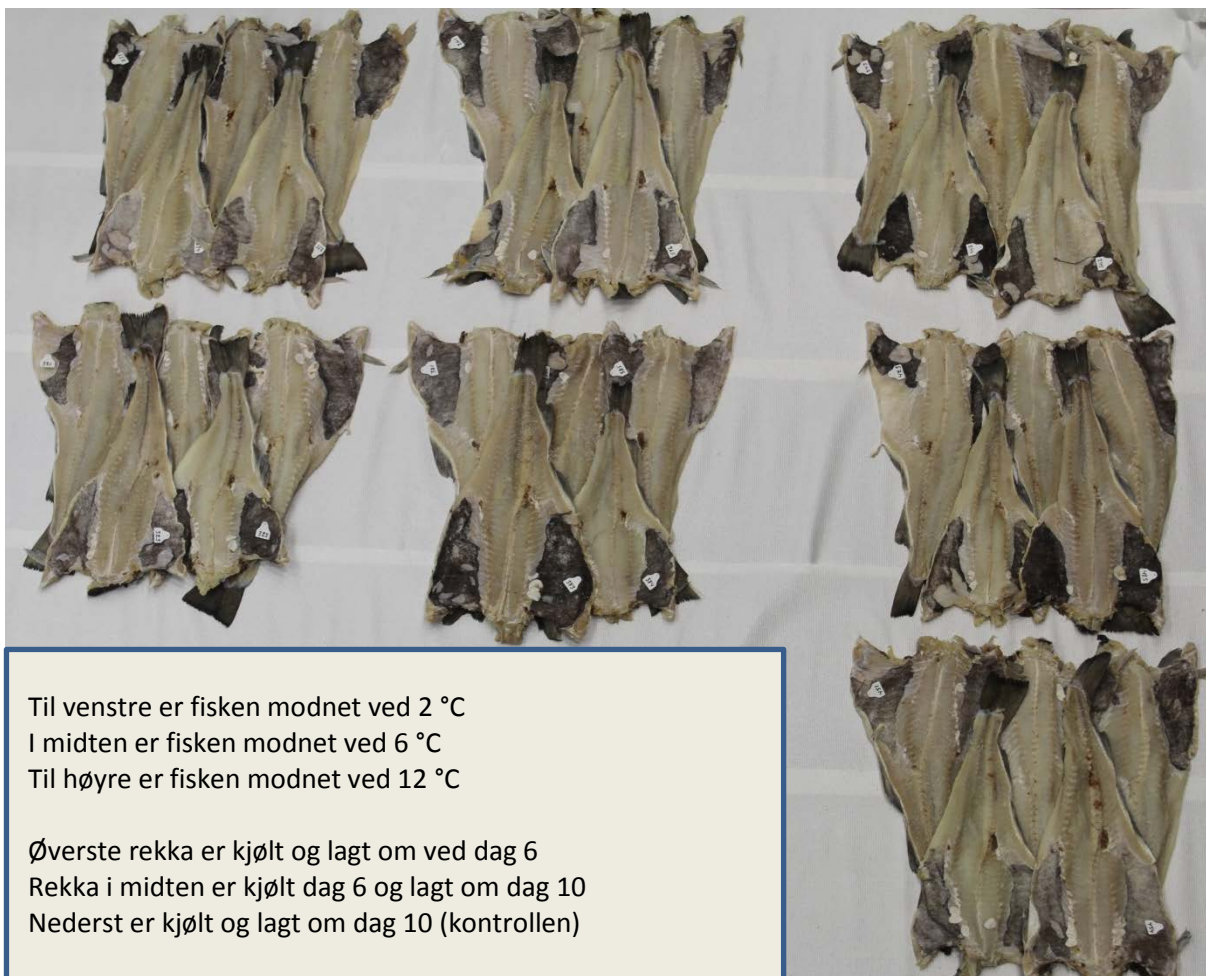 Til venstre er fisken modnet ved 2 °C
I midten er fisken modnet ved 6 °C
Til høyre er fisken modnet ved 12 °C
Øverste rekka er kjølt og lagt om ved dag 6
Rekka i midten er kjølt dag 6 og lagt om dag 10
Nederst er kjølt og lagt om dag 10 (kontrollen)